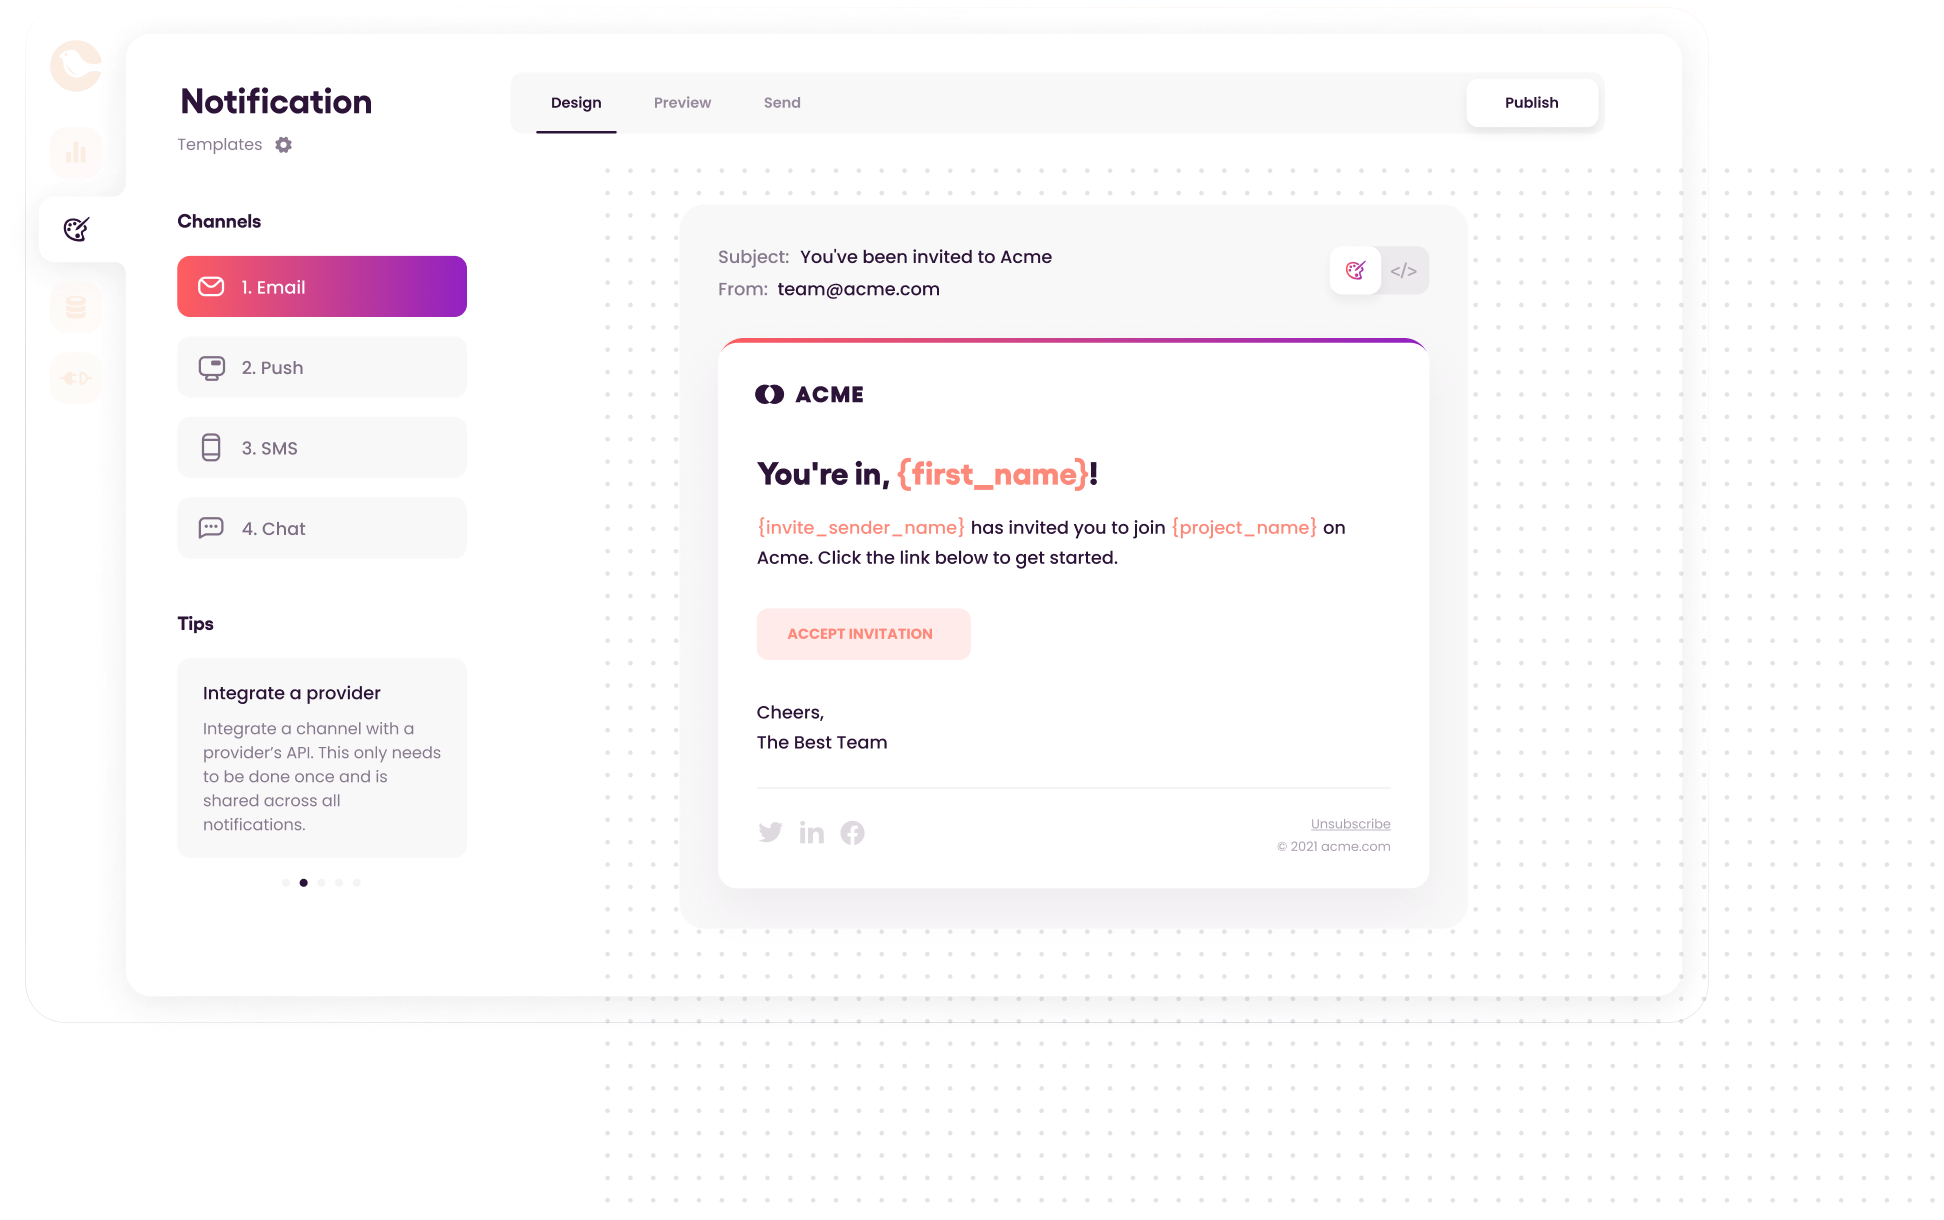 Notification
Templates
Channels
1. Email
2. Push
3. SMS
4. Chat
Tips
Integrate a provider
Integrate a channel with a
provider’s API. This only needs
to be done once and is
shared across all
notifications.
Design
Preview
Send
Publish
Subject: You've been invited to Acme
From: team@acme.com
</>
ACME
You're in, {first_name}!
{invite_sender_name} has invited you to join {project_name} on
Acme. Click the link below to get started.
ACCEPT INVITATION
Cheers,
The Best Team
Unsubscribe
© 2021 acme.com